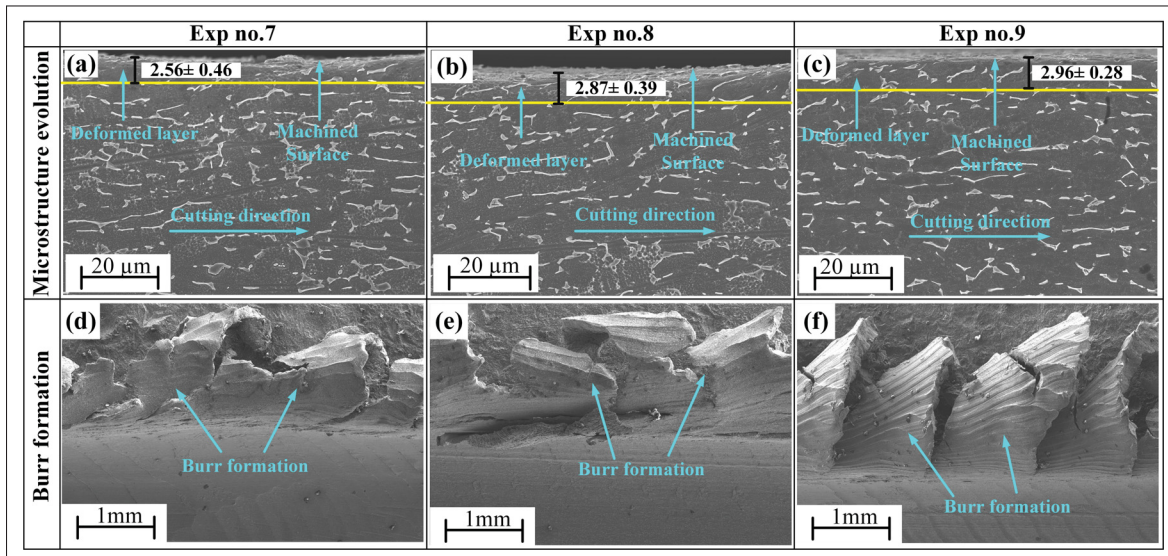 Exp no.7
Exp no.8
Exp no.9
Microstructure evolution
(a)
2.56± 0.46
Deformed layer
Machined
Surface
Cutting direction
20 µm
(b)
2.87± 0.39
Deformed layer
Machined
Surface
Cutting direction
20 µm
(c)
2.96± 0.28
Deformed layer
Machined
Surface
Cutting direction
20 µm
Burr formation
(d)
Burr formation
1mm
(e)
Burr formation
1mm
(f)
Burr formation
1mm